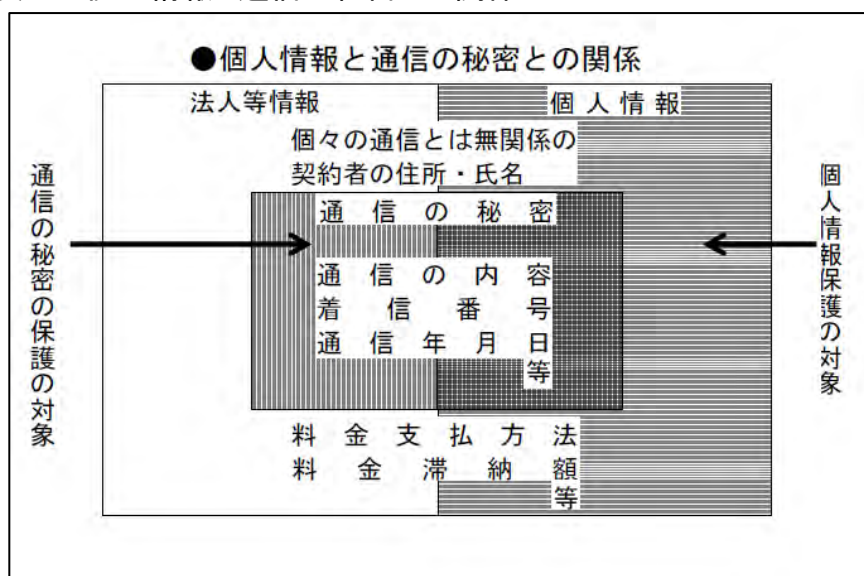 ●個人情報と通信の秘密との関係
法人等情報
個人情報
個々の通信とは無関係の
契約者の住所・氏名
通信の秘密
通信の内容
着信番号
通信年月日
等
料金支払方法
料金滞納額
等
通信の秘密の保護の対象
個人情報保護の対象